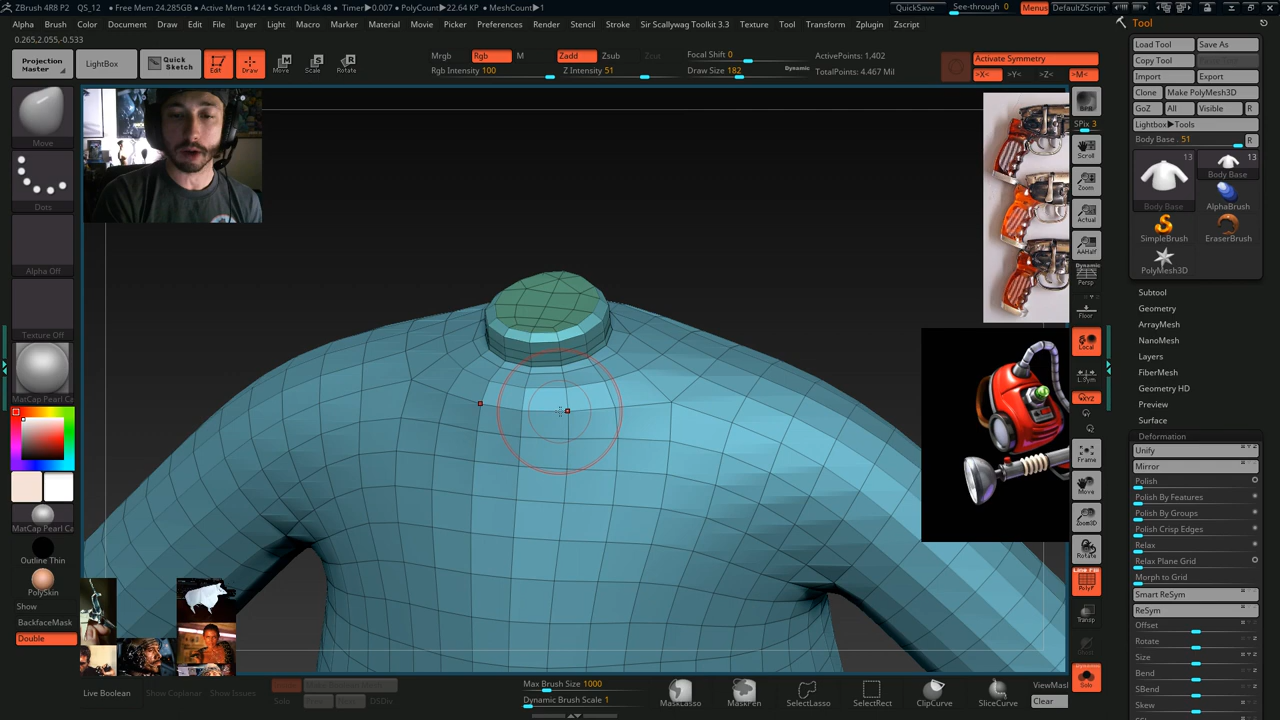 ZBrush 4R8 P2 QS_12 • Free Mem 24.285GB • Active Mem 1424 • Scratch Disk 48 • Timer▶0.007 • PolyCount▶22.64 KP • MeshCount▶1
QuickSave See-through 0 Menus DefaultZScript
Alpha Brush Color Document Draw Edit File Layer Light Macro Marker Material Movie Picker Preferences Render Stencil Stroke Sir Scallywag Toolkit 3.3 Texture Tool Transform Zplugin Zscript
Tool
0.265,2.055,-0.533
Projection Master
LightBox
Quick Sketch
Edit
Draw
Move
Scale
Rotate
Mrgb Rgb M
Rgb Intensity 100
Zadd Zsub Zcut
Z Intensity 51
Focal Shift 0
Draw Size 182
Dynamic
ActivePoints: 1,402
TotalPoints: 4.467 Mil
Activate Symmetry
>X< >Y< >Z< >M<
Load Tool
Save As
Copy Tool
Import
Export
Clone
Make PolyMesh3D
GoZ
All
Visible
R
Lightbox▶Tools
Body Base . 51
R
13
Body Base
13
Body Base
AlphaBrush
SimpleBrush
EraserBrush
PolyMesh3D
Subtool
Geometry
ArrayMesh
NanoMesh
Layers
FiberMesh
Geometry HD
Preview
Surface
Deformation
Unify
Mirror
Polish
Polish By Features
Polish By Groups
Polish Crisp Edges
Relax
Relax Plane Grid
Morph to Grid
Smart ReSym
ReSym
Offset
Rotate
Size
Bend
SBend
Skew
Move
Dots
Alpha Off
Texture Off
MatCap Pearl Ca
MatCap Pearl Ca
Outline Thin
PolySkin
Show
BackfaceMask
Double
SPix 3
Scroll
Zoom
Actual
AAHalf
Dynamic
Persp
Floor
Local
L.Sym
XYZ
Frame
Move
Zoom3D
Rotate
Line Fill
PolyF
Transp
Dynamic
Solo
Live Boolean
Show Coplanar
Show Issues
Solo
DSDiv
Max Brush Size 1000
Dynamic Brush Scale 1
MaskLasso
MaskPen
SelectLasso
SelectRect
ClipCurve
SliceCurve
ViewMask
Clear